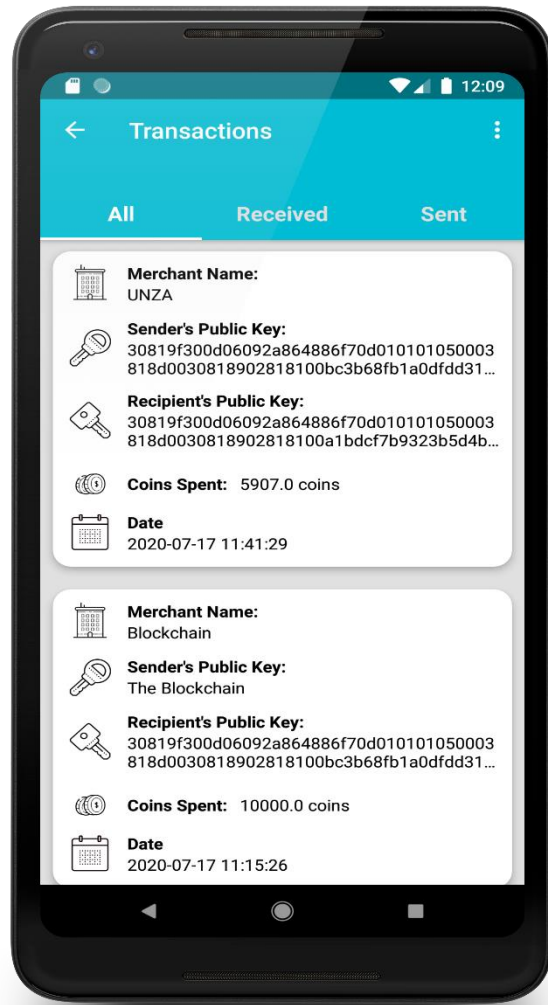 12:09
Transactions
All Received Sent
Merchant Name:
UNZA
Sender's Public Key:
30819f300d06092a864886f70d010101050003
818d0030818902818100bc3b68fb1a0dfdd31...
Recipient's Public Key:
30819f300d06092a864886f70d010101050003
818d0030818902818100a1bdcf7b9323b5d4b...
Coins Spent: 5907.0 coins
Date
2020-07-17 11:41:29
Merchant Name:
Blockchain
Sender's Public Key:
The Blockchain
Recipient's Public Key:
30819f300d06092a864886f70d010101050003
818d0030818902818100bc3b68fb1a0dfdd31...
Coins Spent: 10000.0 coins
Date
2020-07-17 11:15:26